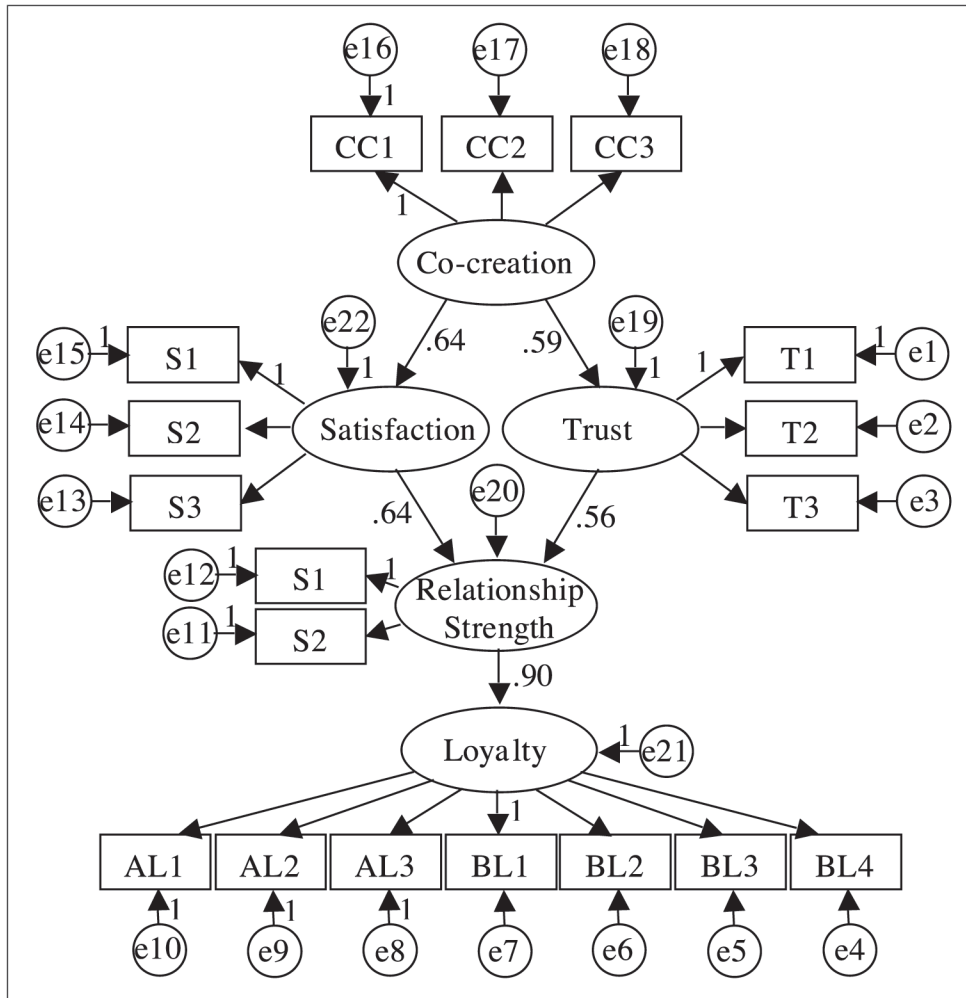 e16 e17 e18
1
CC1 CC2 CC3
1
Co-creation
e22 e19
.64 .59
e15 1 S1 1 1 1 1 T1 1 e1
e14 S2 Satisfaction Trust T2 e2
e13 S3 e20 T3 e3
.64 .56
e12 1 S1 1 Relationship
Strength
e11 1 S2
.90
Loyalty 1 e21
1
AL1 AL2 AL3 BL1 BL2 BL3 BL4
1 1 1
e10 e9 e8 e7 e6 e5 e4